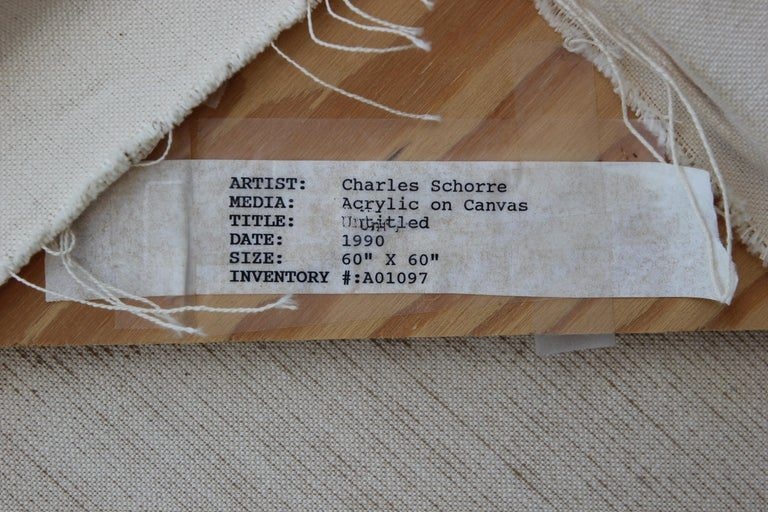 ARTIST: Charles Schorre
MEDIA: Acrylic on Canvas
TITLE: Untitled
DATE: 1990
SIZE: 60" X 60"
INVENTORY #:A01097